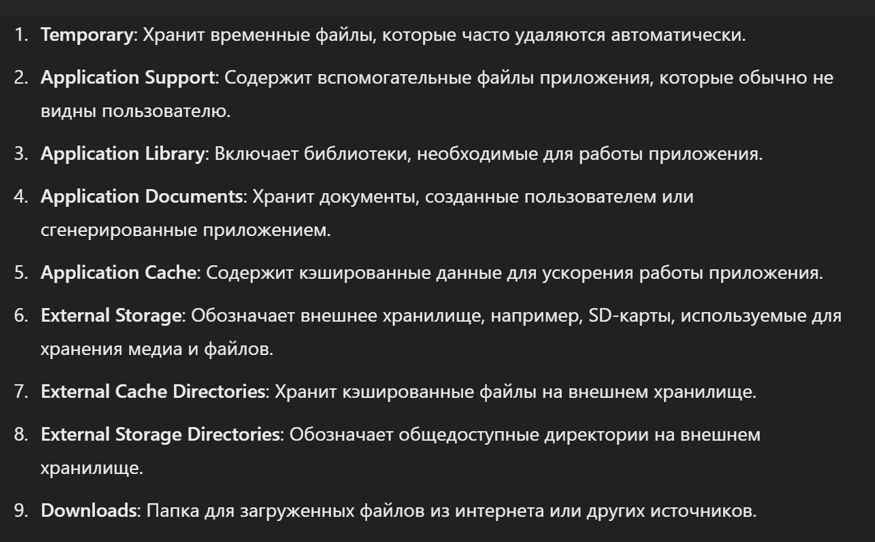 1. Temporary: Хранит временные файлы, которые часто удаляются автоматически.
2. Application Support: Содержит вспомогательные файлы приложения, которые обычно не
видны пользователю.
3. Application Library: Включает библиотеки, необходимые для работы приложения.
4. Application Documents: Хранит документы, созданные пользователем или
сгенерированные приложением.
5. Application Cache: Содержит кэшированные данные для ускорения работы приложения.
6. External Storage: Обозначает внешнее хранилище, например, SD-карты, используемые для
хранения медиа и файлов.
7. External Cache Directories: Хранит кэшированные файлы на внешнем хранилище.
8. External Storage Directories: Обозначает общедоступные директории на внешнем
хранилище.
9. Downloads: Папка для загруженных файлов из интернета или других источников.